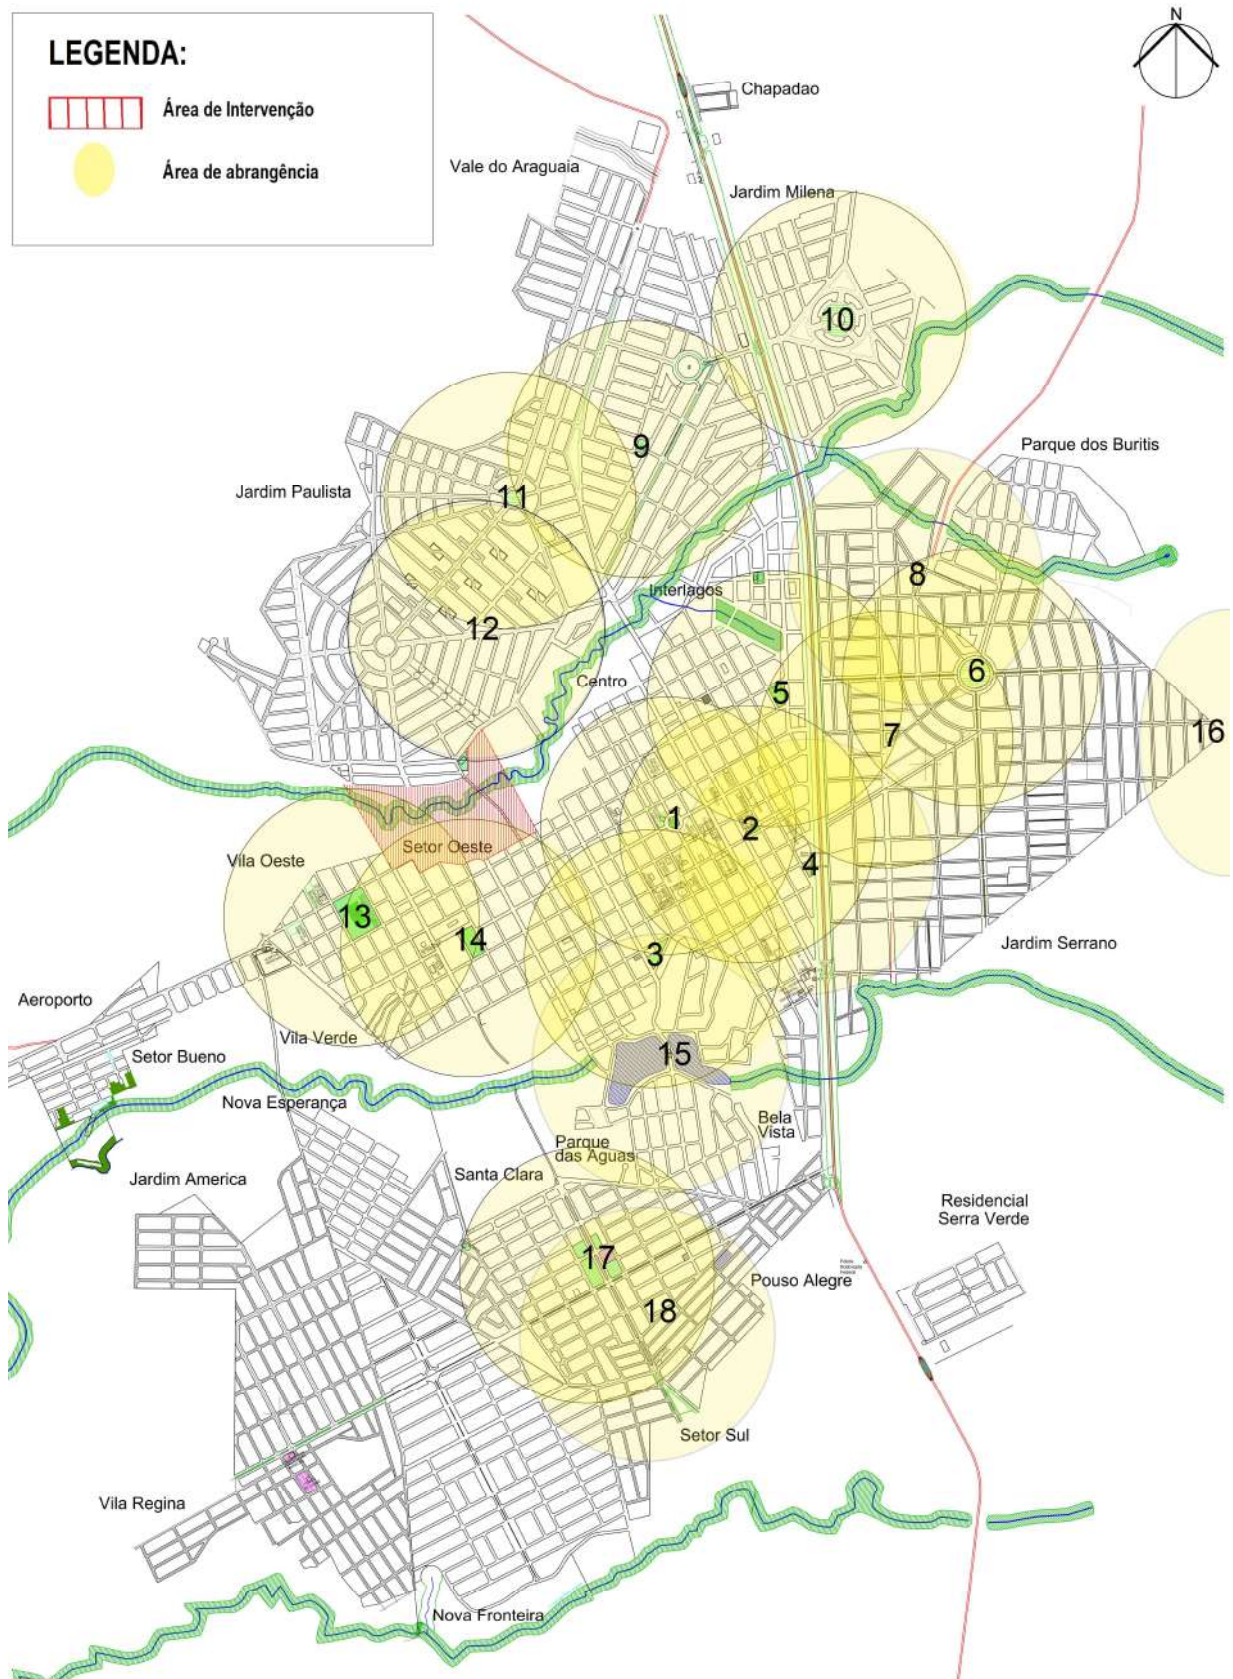 LEGENDA:
Área de Intervenção
Área de abrangência
N
Chapadao
Vale do Araguaia
Jardim Milena
10
9
Parque dos Buritis
Jardim Paulista
11
8
Interlagos
12
6
Centro
5
7
16
1
2
Setor Oeste
Vila Oeste
4
13
14
3
Jardim Serrano
Aeroporto
Vila Verde
Setor Bueno
15
Nova Esperança
Bela
Vista
Parque
das Aguas
Santa Clara
Jardim America
Residencial
Serra Verde
17
Pouso Alegre
18
Setor Sul
Vila Regina
Nova Fronteira